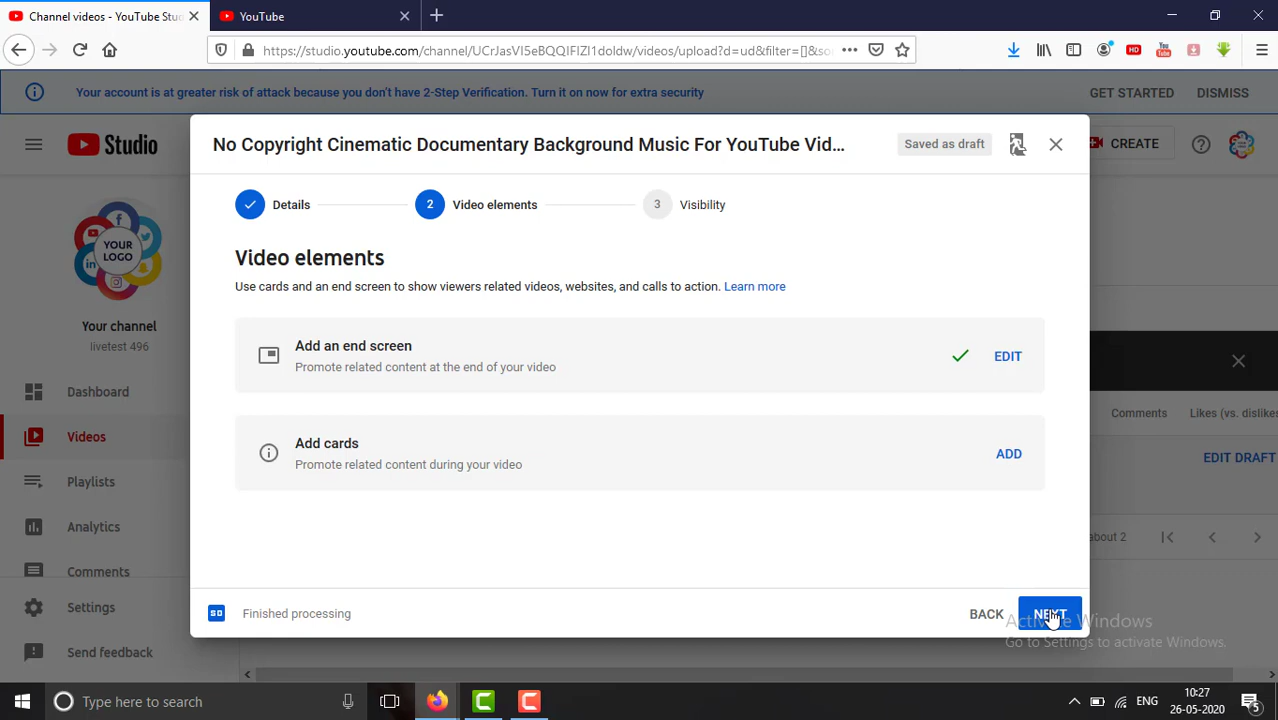 Channel videos - YouTube Stu
YouTube
https://studio.youtube.com/channel/UCrJasVI5eBQQIFIZI1doldw/videos/upload?d=ud&filter=[]&so
HD
You Tube
Your account is at greater risk of attack because you don't have 2-Step Verification. Turn it on now for extra security
GET STARTED
DISMISS
Studio
CREATE
No Copyright Cinematic Documentary Background Music For YouTube Vid...
Saved as draft
Details
2
Video elements
3
Visibility
YOUR
LOGO
Your channel
livetest 496
Video elements
Use cards and an end screen to show viewers related videos, websites, and calls to action. Learn more
Add an end screen
Promote related content at the end of your video
EDIT
Add cards
Promote related content during your video
ADD
Dashboard
Videos
Playlists
Analytics
Comments
Settings
Send feedback
Comments
Likes (vs. dislikes
EDIT DRAFT
about 2
SD
Finished processing
BACK
NEXT
Activate Windows
Go to Settings to activate Windows.
Type here to search
ENG
10:27
26-05-2020
5